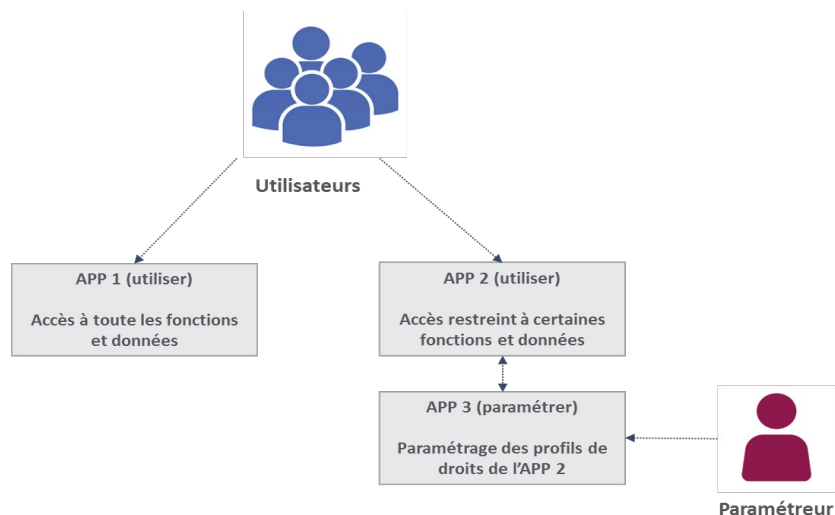 Utilisateurs
APP 1 (utiliser)
Accès à toute les fonctions
et données
APP 2 (utiliser)
Accès restreint à certaines
fonctions et données
APP 3 (paramétrer)
Paramétrage des profils de
droits de l’APP 2
Paramétreur